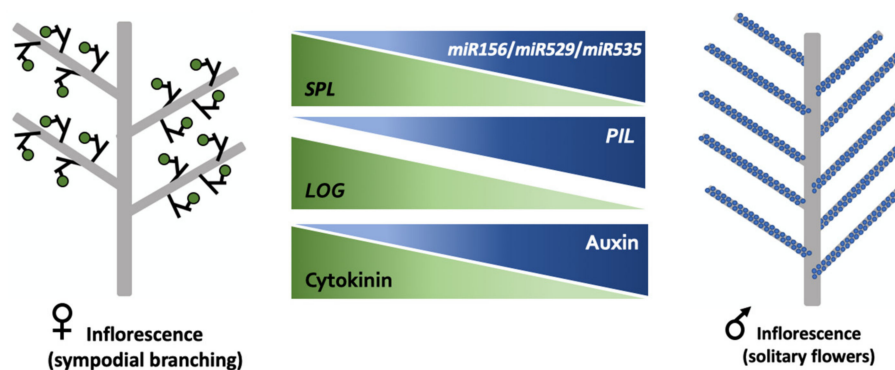 miR156/miR529/miR535
SPL
PIL
LOG
Auxin
Cytokinin
♀ Inflorescence
(sympodial branching)
♂ Inflorescence
(solitary flowers)